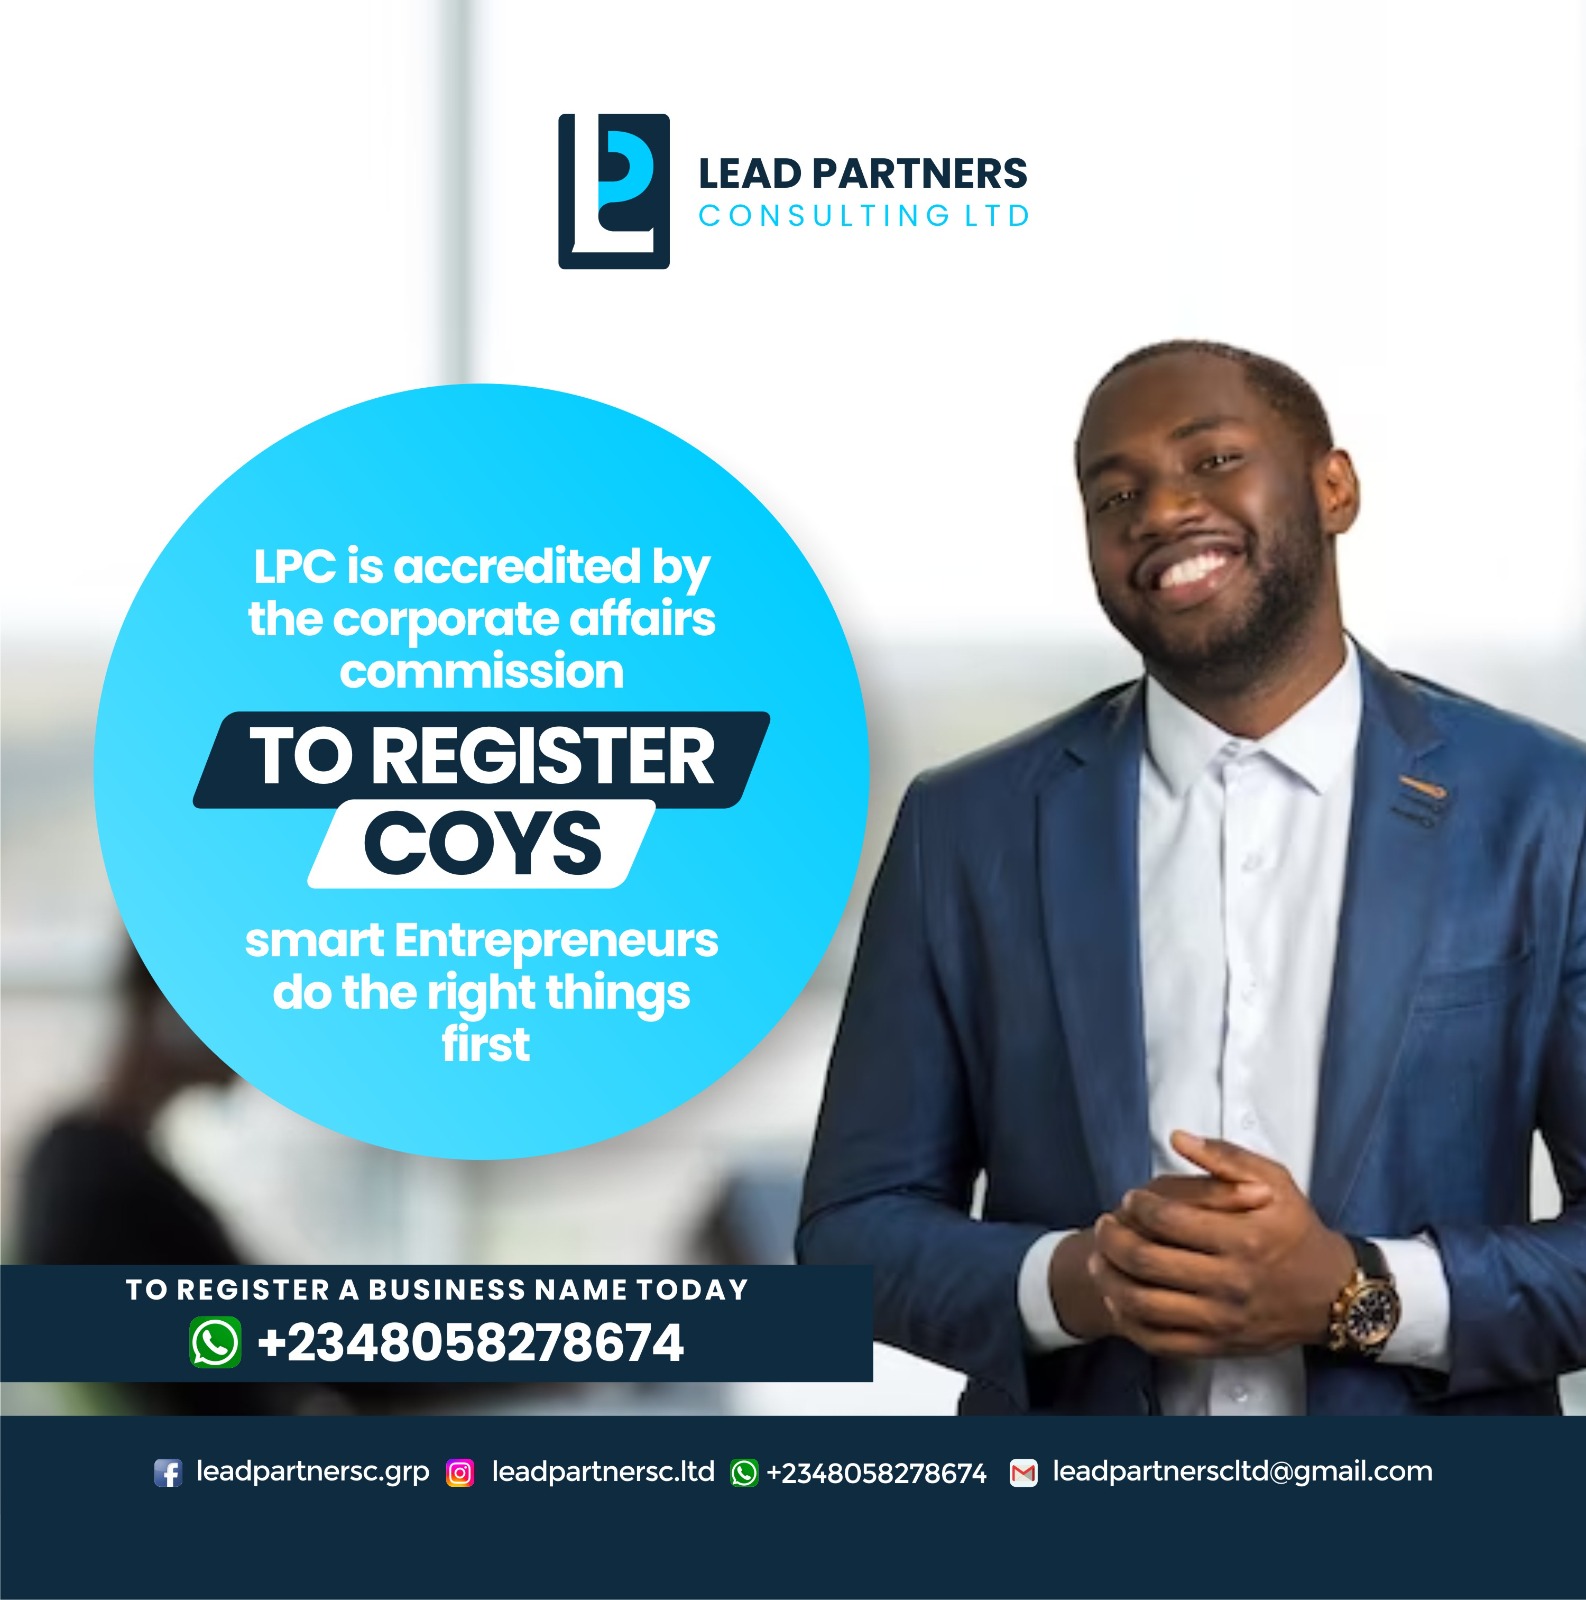 LEAD PARTNERS
CONSULTING LTD
LPC is accredited by
the corporate affairs
commission
TO REGISTER
COYS
smart Entrepreneurs
do the right things
first
TO REGISTER A BUSINESS NAME TODAY
+2348058278674
leadpartnersc.grp leadpartnersc.ltd +2348058278674 leadpartnerscltd@gmail.com